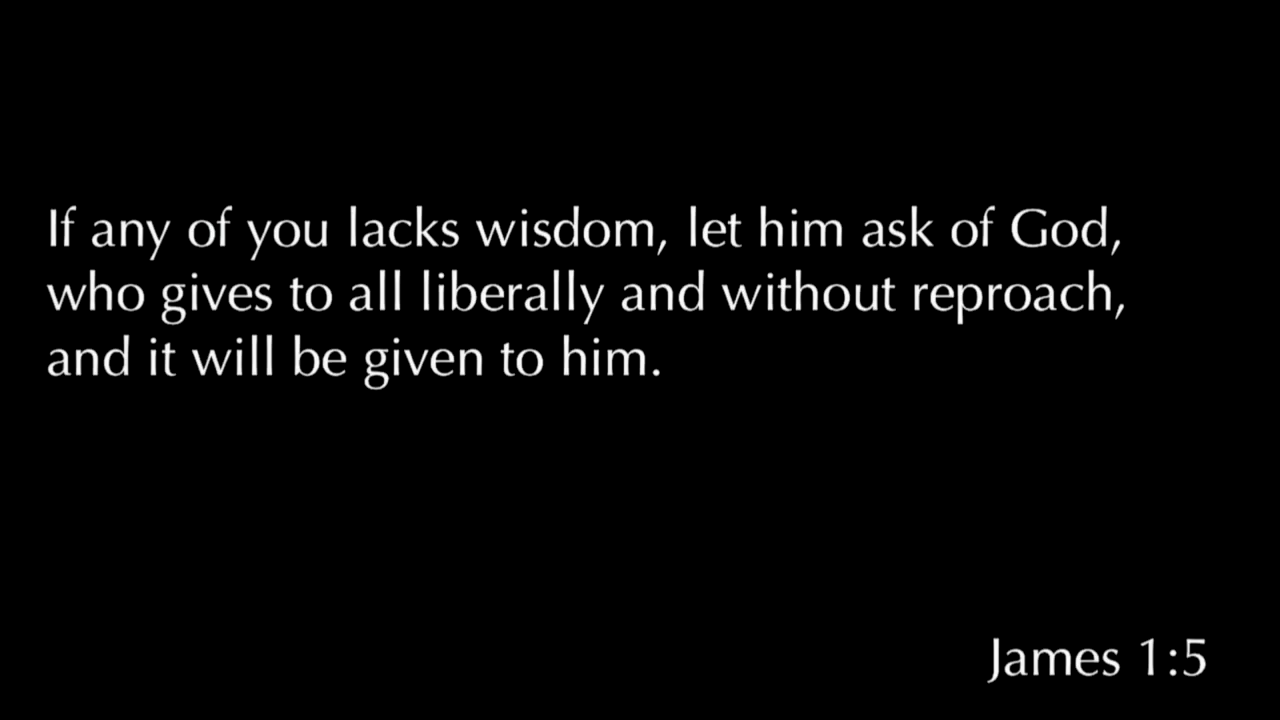 If any of you lacks wisdom, let him ask of God,
who gives to all liberally and without reproach,
and it will be given to him.
James 1:5